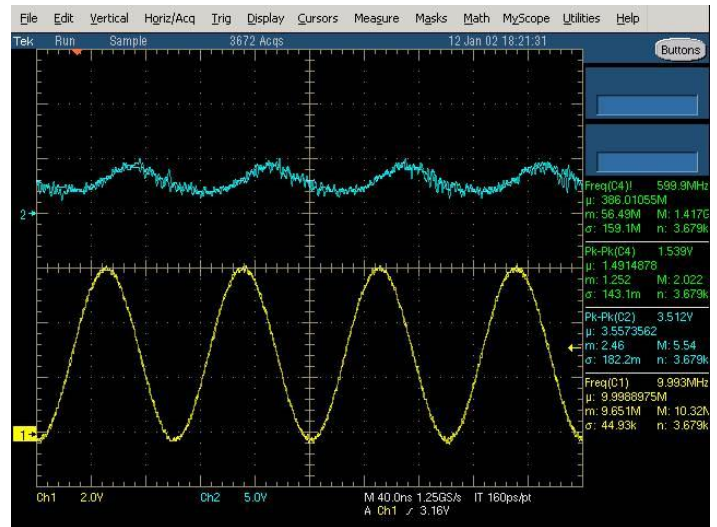 File Edit Vertical Horiz/Acq Trig Display Cursors Measure Masks Math MyScope Utilities Help
Tek Run Sample 3672 Acqs 12 Jan 02 18:21:31
Buttons
Freq(C4)! 599.9MHz
µ: 386.01055M
m: 56.49M M: 1.417G
σ: 159.1M n: 3.679k
Pk-Pk(C4) 1.539V
µ: 1.4914878
m: 1.252 M: 2.022
σ: 143.1m n: 3.679k
Pk-Pk(C2) 3.512V
µ: 3.5573562
m: 2.46 M: 5.54
σ: 182.2m n: 3.679k
Freq(C1) 9.993MHz
µ: 9.9988975M
m: 9.651M M: 10.32M
σ: 44.93k n: 3.679k
2
1
Ch1 2.0V Ch2 5.0V M 40.0ns 1.25GS/s IT 160ps/pt
A Ch1 / 3.16V